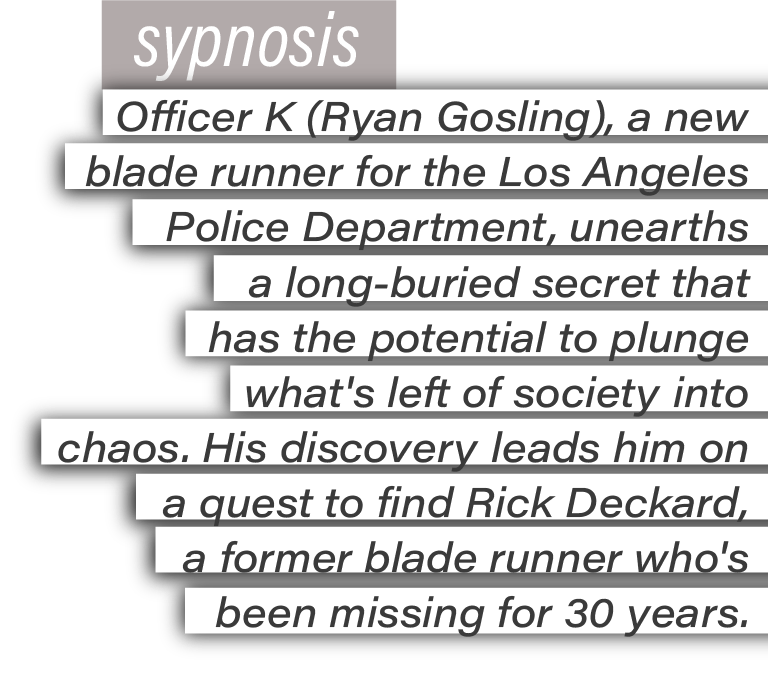 sypnosis
Officer K (Ryan Gosling), a new
blade runner for the Los Angeles
Police Department, unearths
a long-buried secret that
has the potential to plunge
what's left of society into
chaos. His discovery leads him on
a quest to find Rick Deckard,
a former blade runner who's
been missing for 30 years.